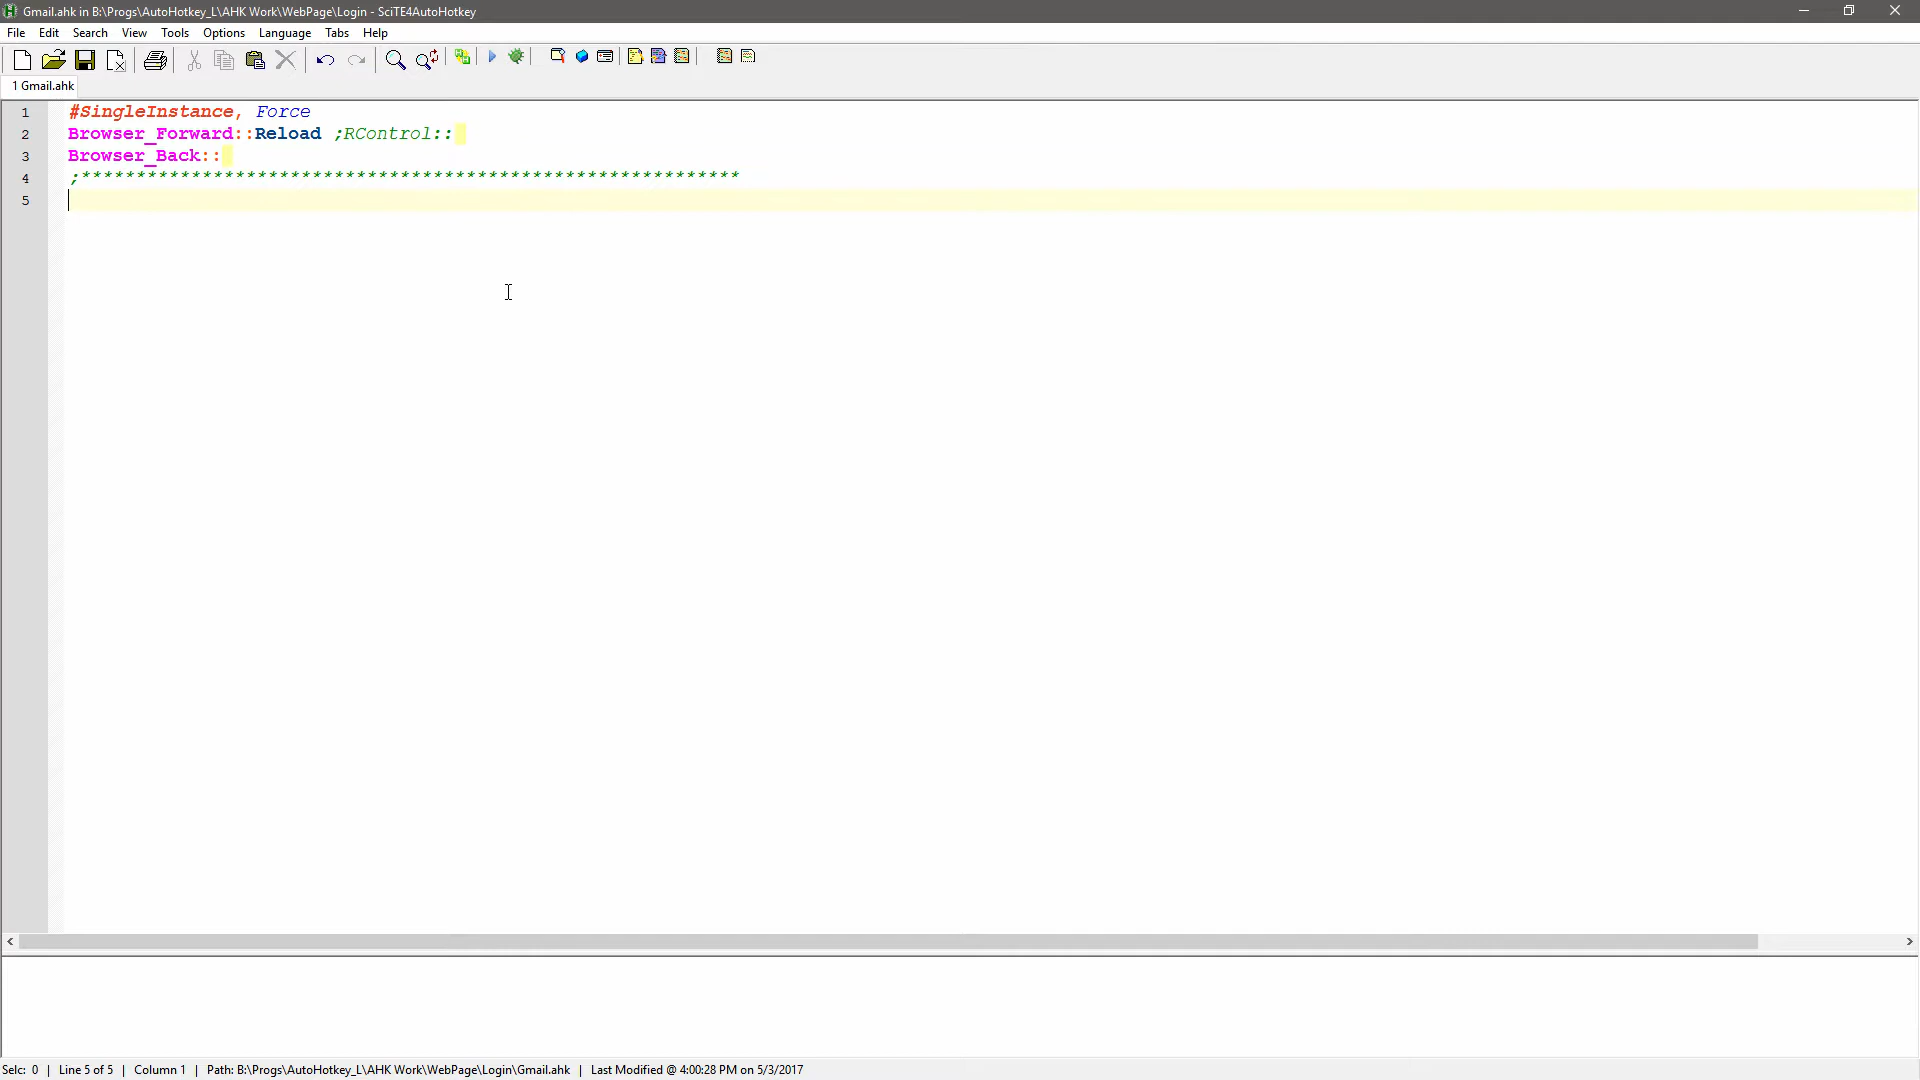 Gmail.ahk in B:\Progs\AutoHotkey_L\AHK Work\WebPage\Login - SciTE4AutoHotkey
File Edit Search View Tools Options Language Tabs Help
1 Gmail.ahk
1 #SingleInstance, Force
2 Browser_Forward::Reload ;RControl::
3 Browser_Back::
4 ;************************************************************
5
Selc: 0 | Line 5 of 5 | Column 1 | Path: B:\Progs\AutoHotkey_L\AHK Work\WebPage\Login\Gmail.ahk | Last Modified @ 4:00:28 PM on 5/3/2017